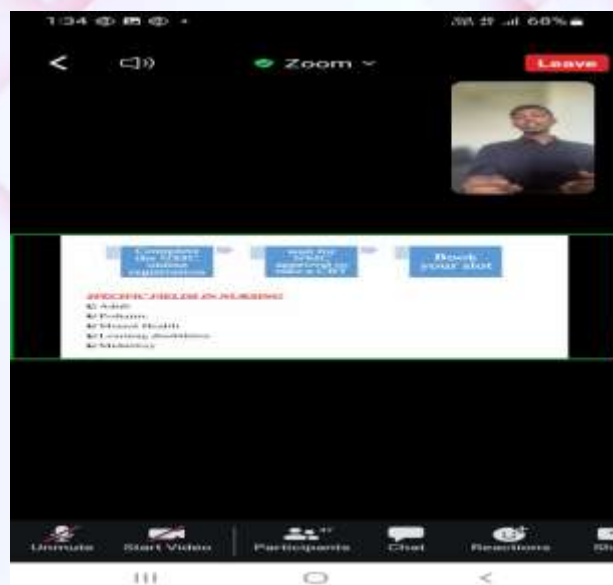 1:34
68%
Zoom
Leave
Complete the NMC online registration
wait for NMC approval to take a CBT
Book your slot
SPECIFIC FIELDS IN NURSING
Adult
Pediatric
Mental Health
Learning disabilities
Midwifery
Unmute
Start Video
Participants
Chat
Reactions